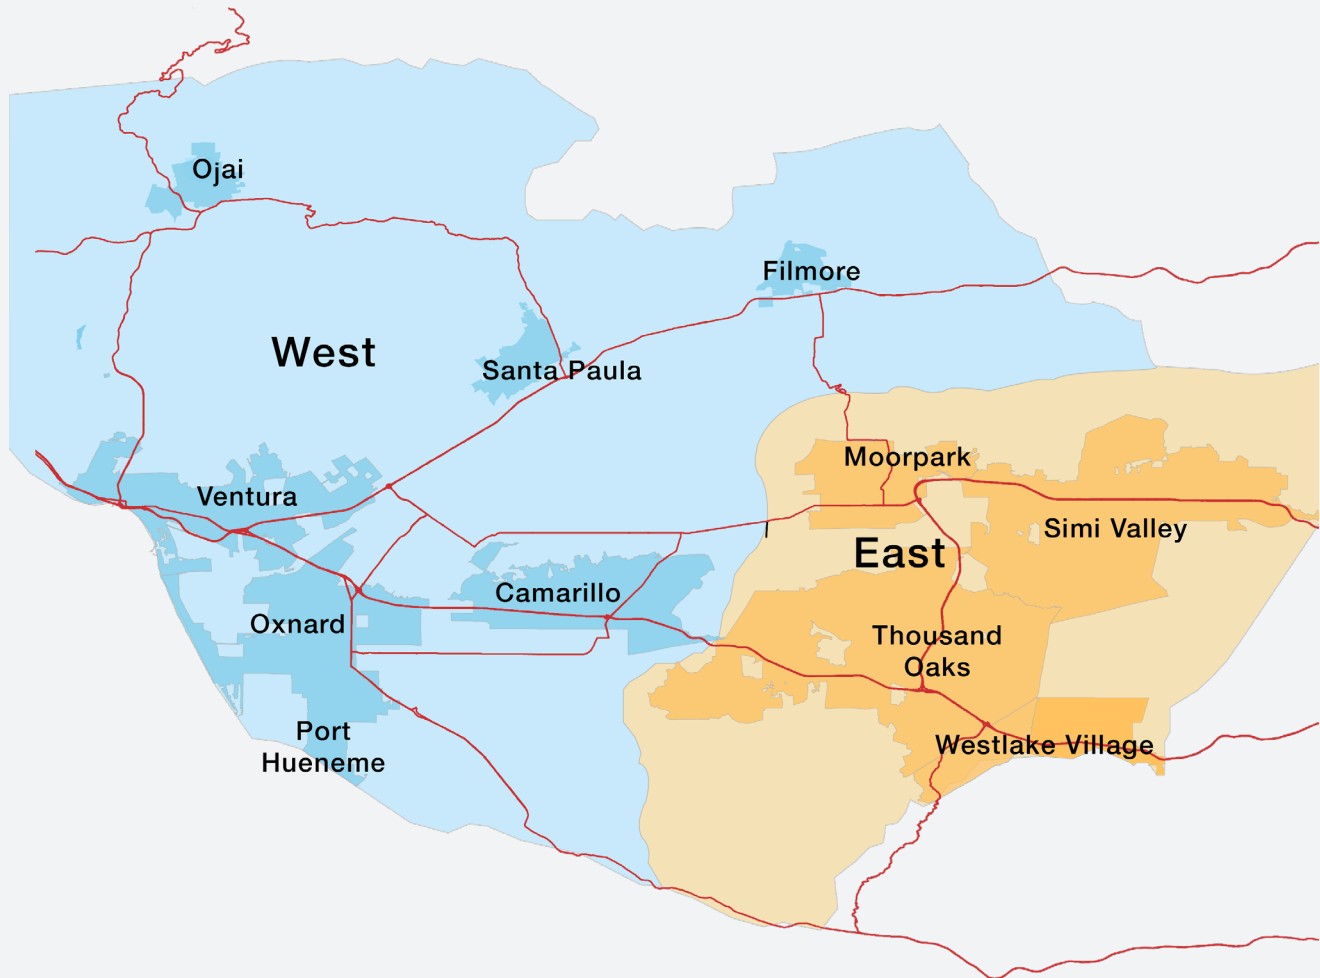 Ojai
Filmore
West
Santa Paula
Moorpark
Ventura
Simi Valley
East
Camarillo
Oxnard
Thousand
Oaks
Port
Hueneme
Westlake Village